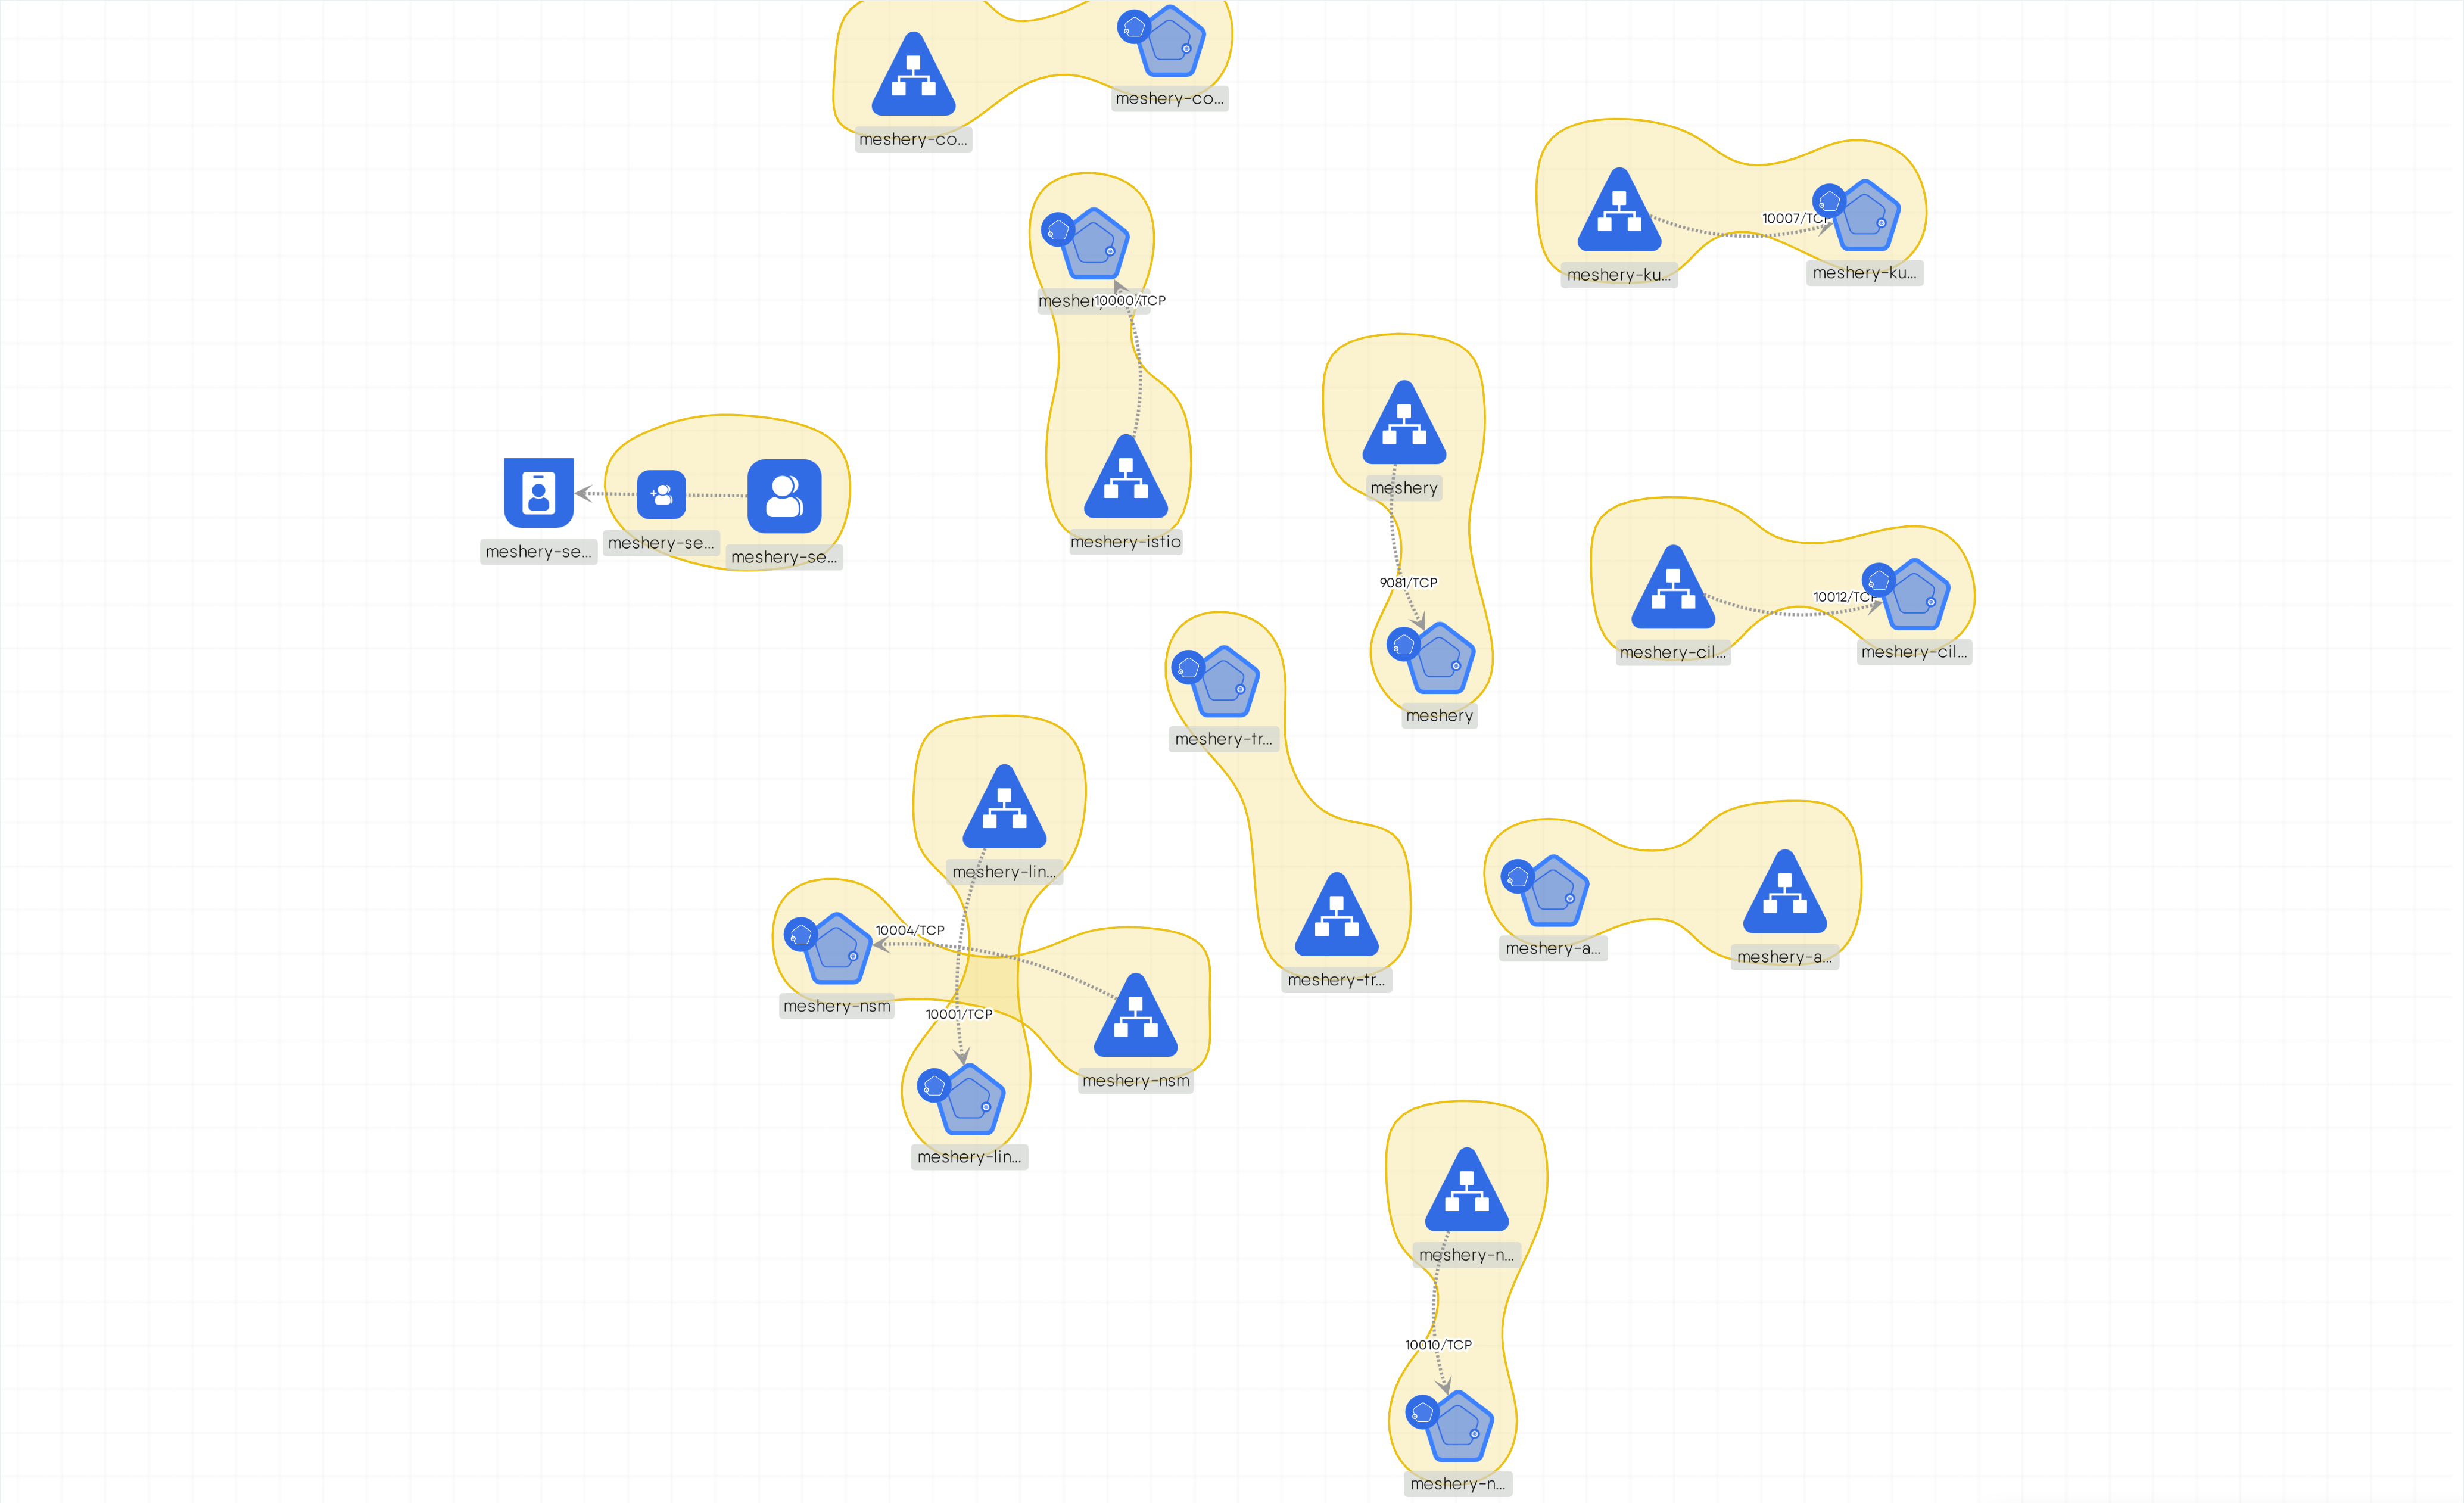 meshery-co...
meshery-co...
10007/TCP
meshery-ku...
meshery-ku...
10000/TCP
meshery-istio
meshery
9081/TCP
meshery
meshery-se...
meshery-se...
meshery-se...
10012/TCP
meshery-cil...
meshery-cil...
meshery-tr...
meshery-tr...
meshery-lin...
10004/TCP
meshery-nsm
10001/TCP
meshery-nsm
meshery-lin...
meshery-a...
meshery-a...
meshery-n...
10010/TCP
meshery-n...